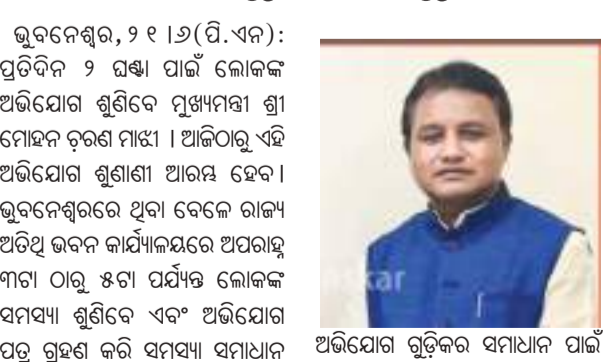 ଭୁବନେଶ୍ୱର,୨୧।୬(ପି.ଏନ):
ପ୍ରତିଦିନ ୨ ଘଣ୍ଟା ପାଇଁ ଲୋକଙ୍କ
ଅଭିଯୋଗ ଶୁଣିବେ ମୁଖ୍ୟମନ୍ତ୍ରୀ ଶ୍ରୀ
ମୋହନ ଚ଼ରଣ ମାଝୀ । ଆଜିଠାରୁ ଏହି
ଅଭିଯୋଗ ଶୁଣାଣୀ ଆରମ୍ଭ ହେବ।
ଭୁବନେଶ୍ୱରରେ ଥିବା ବେଳେ ରାଜ୍ୟ
ଅତିଥି ଭବନ କାର୍ଯ୍ୟାଳୟରେ ଅପରାହ୍ନ
୩ଟା ଠାରୁ ୫ଟା ପର୍ଯ୍ୟନ୍ତ ଲୋକଙ୍କ
ସମସ୍ୟା ଶୁଣିବେ ଏବଂ ଅଭିଯୋଗ
ପତ୍ର ଗ୍ରହଣ କରି ସମସ୍ୟା ସମାଧାନ
ଅଭିଯୋଗ ଗୁଡ଼ିକର ସମାଧାନ ପାଇଁ